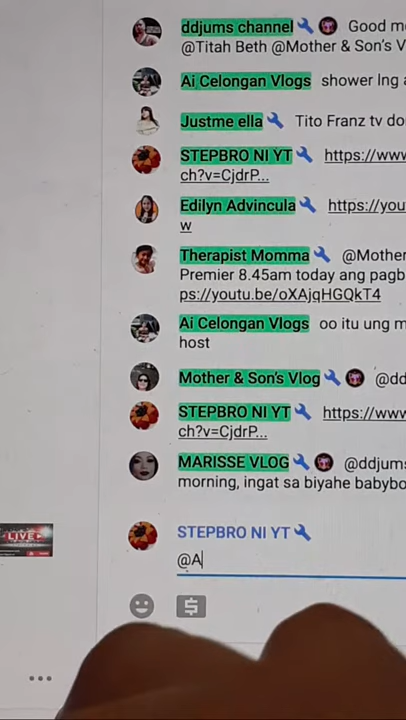 ddjums channel Good m
@Titah Beth @Mother & Son's V
Ai Celongan Vlogs shower lng a
Justme ella Tito Franz tv do
STEPBRO NI YT https://www
ch?v=CjdrP...
Edilyn Advincula https://you
w
Therapist Momma @Mother
Premier 8.45am today ang pagb
ps://youtu.be/oXAjqHGQkT4
Ai Celongan Vlogs oo itu ung m
host
Mother & Son's Vlog @dd
STEPBRO NI YT https://www
ch?v=CjdrP...
MARISSE VLOG @ddjums
morning, ingat sa biyahe babybo
LIVE
STEPBRO NI YT
@A